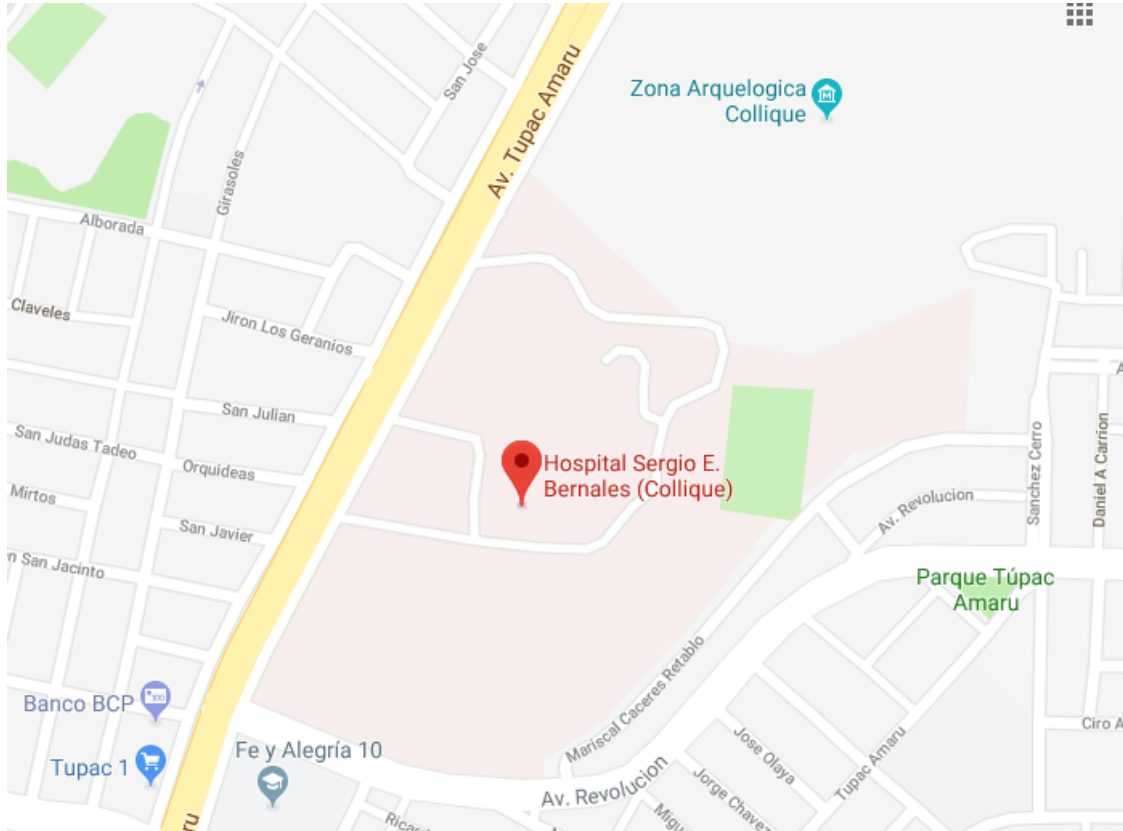 San Jose
Av. Tupac Amaru
Zona Arquelogica
Collique
Girasoles
Alborada
Claveles
Jiron Los Geranios
San Julian
San Judas Tadeo
Orquideas
Mirtos
San Javier
San Jacinto
Hospital Sergio E.
Bernales (Collique)
Sanchez Cerro
Daniel A Carrion
Av. Revolucion
Parque Túpac
Amaru
Mariscal Caceres Retablo
Banco BCP
100
Tupac 1
Fe y Alegría 10
Av. Revolucion
Jose Olaya
Jorge Chavez
Tupac Amaru
Ciro A